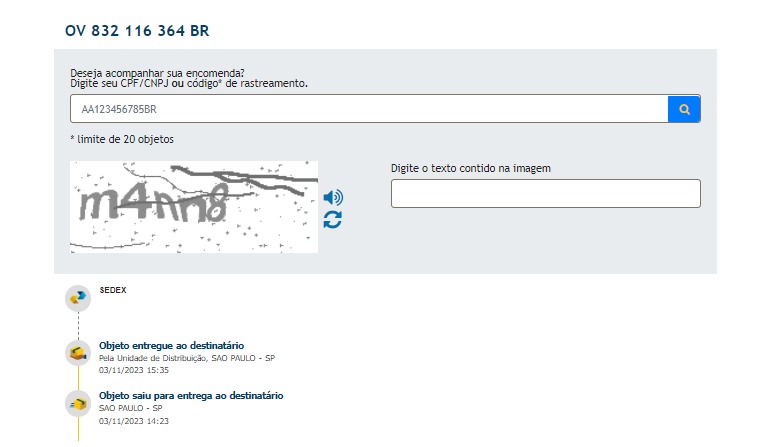 OV 832 116 364 BR
Deseja acompanhar sua encomenda?
Digite seu CPF/CNPJ ou código* de rastreamento.
AA123456785BR
* limite de 20 objetos
Digite o texto contido na imagem
SEDEX
Objeto entregue ao destinatário
Pela Unidade de Distribuição, SAO PAULO - SP
03/11/2023 15:35
Objeto saiu para entrega ao destinatário
SAO PAULO - SP
03/11/2023 14:23